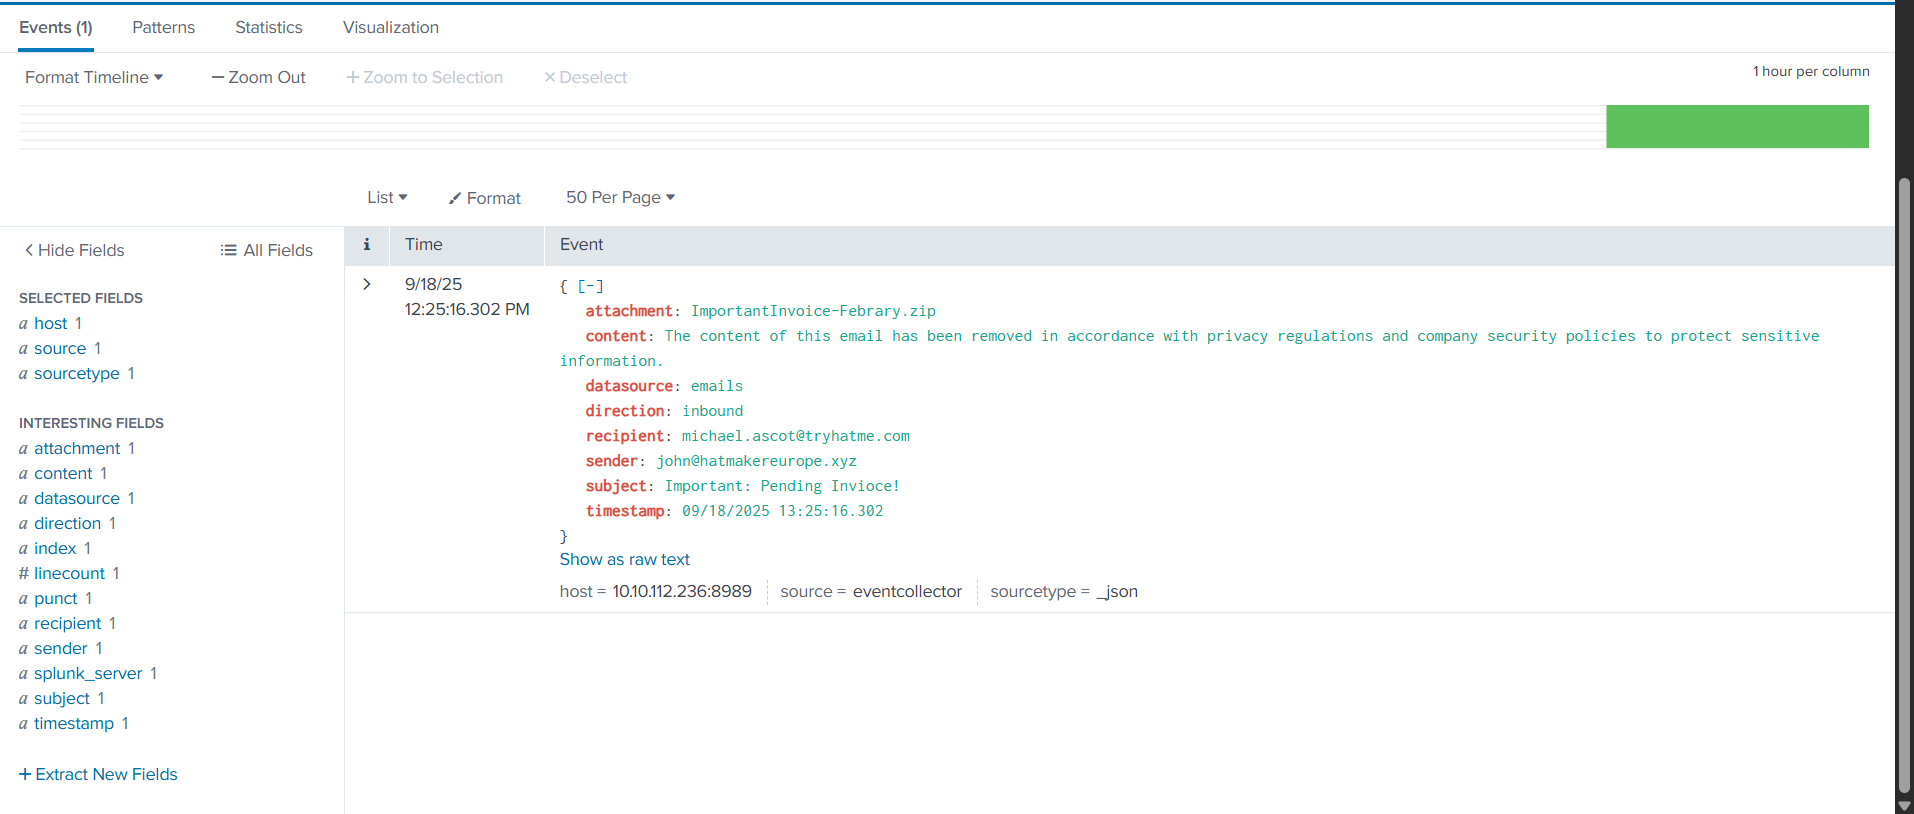 Events (1) Patterns Statistics Visualization
Format Timeline — Zoom Out + Zoom to Selection × Deselect
1 hour per column
List Format 50 Per Page
Hide Fields All Fields
i Time Event
SELECTED FIELDS
a host 1
a source 1
a sourcetype 1
INTERESTING FIELDS
a attachment 1
a content 1
a datasource 1
a direction 1
a index 1
# linecount 1
a punct 1
a recipient 1
a sender 1
a splunk_server 1
a subject 1
a timestamp 1
+ Extract New Fields
> 9/18/25
12:25:16.302 PM
{ [-]
attachment: ImportantInvoice-Febrary.zip
content: The content of this email has been removed in accordance with privacy regulations and company security policies to protect sensitive
information.
datasource: emails
direction: inbound
recipient: michael.ascot@tryhatme.com
sender: john@hatmakereurope.xyz
subject: Important: Pending Invioce!
timestamp: 09/18/2025 13:25:16.302
}
Show as raw text
host = 10.10.112.236:8989 source = eventcollector sourcetype = _json